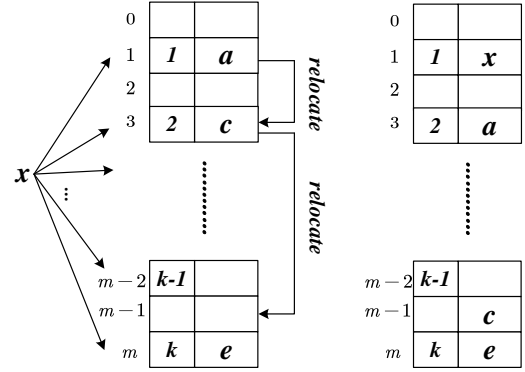 0
0
1 1 a
1 1 x
2
2
3 2 c
3 2 a
relocate
relocate
x
...
m − 2 k-1
m − 2 k-1
m − 1
m − 1 c
m k e
m k e